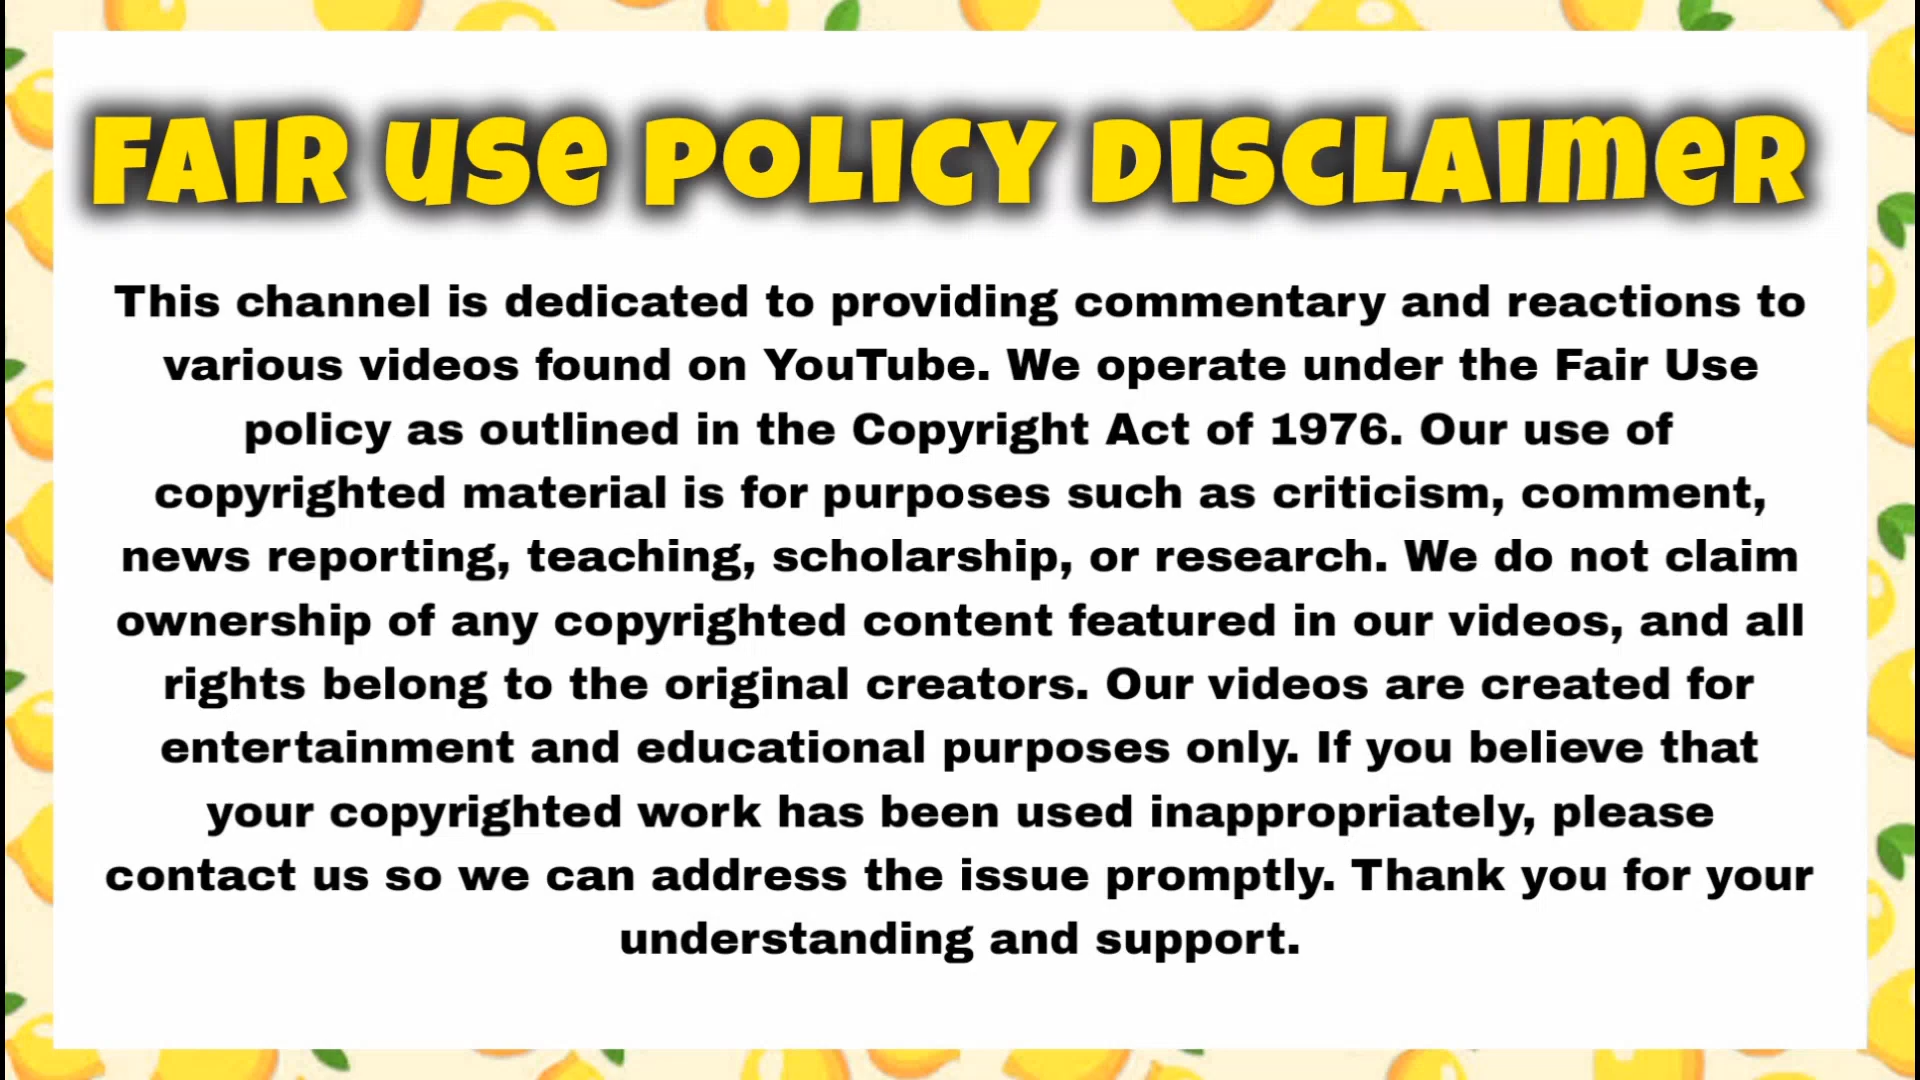 FAIR USE POLICY DISCLAIMER
This channel is dedicated to providing commentary and reactions to
various videos found on YouTube. We operate under the Fair Use
policy as outlined in the Copyright Act of 1976. Our use of
copyrighted material is for purposes such as criticism, comment,
news reporting, teaching, scholarship, or research. We do not claim
ownership of any copyrighted content featured in our videos, and all
rights belong to the original creators. Our videos are created for
entertainment and educational purposes only. If you believe that
your copyrighted work has been used inappropriately, please
contact us so we can address the issue promptly. Thank you for your
understanding and support.